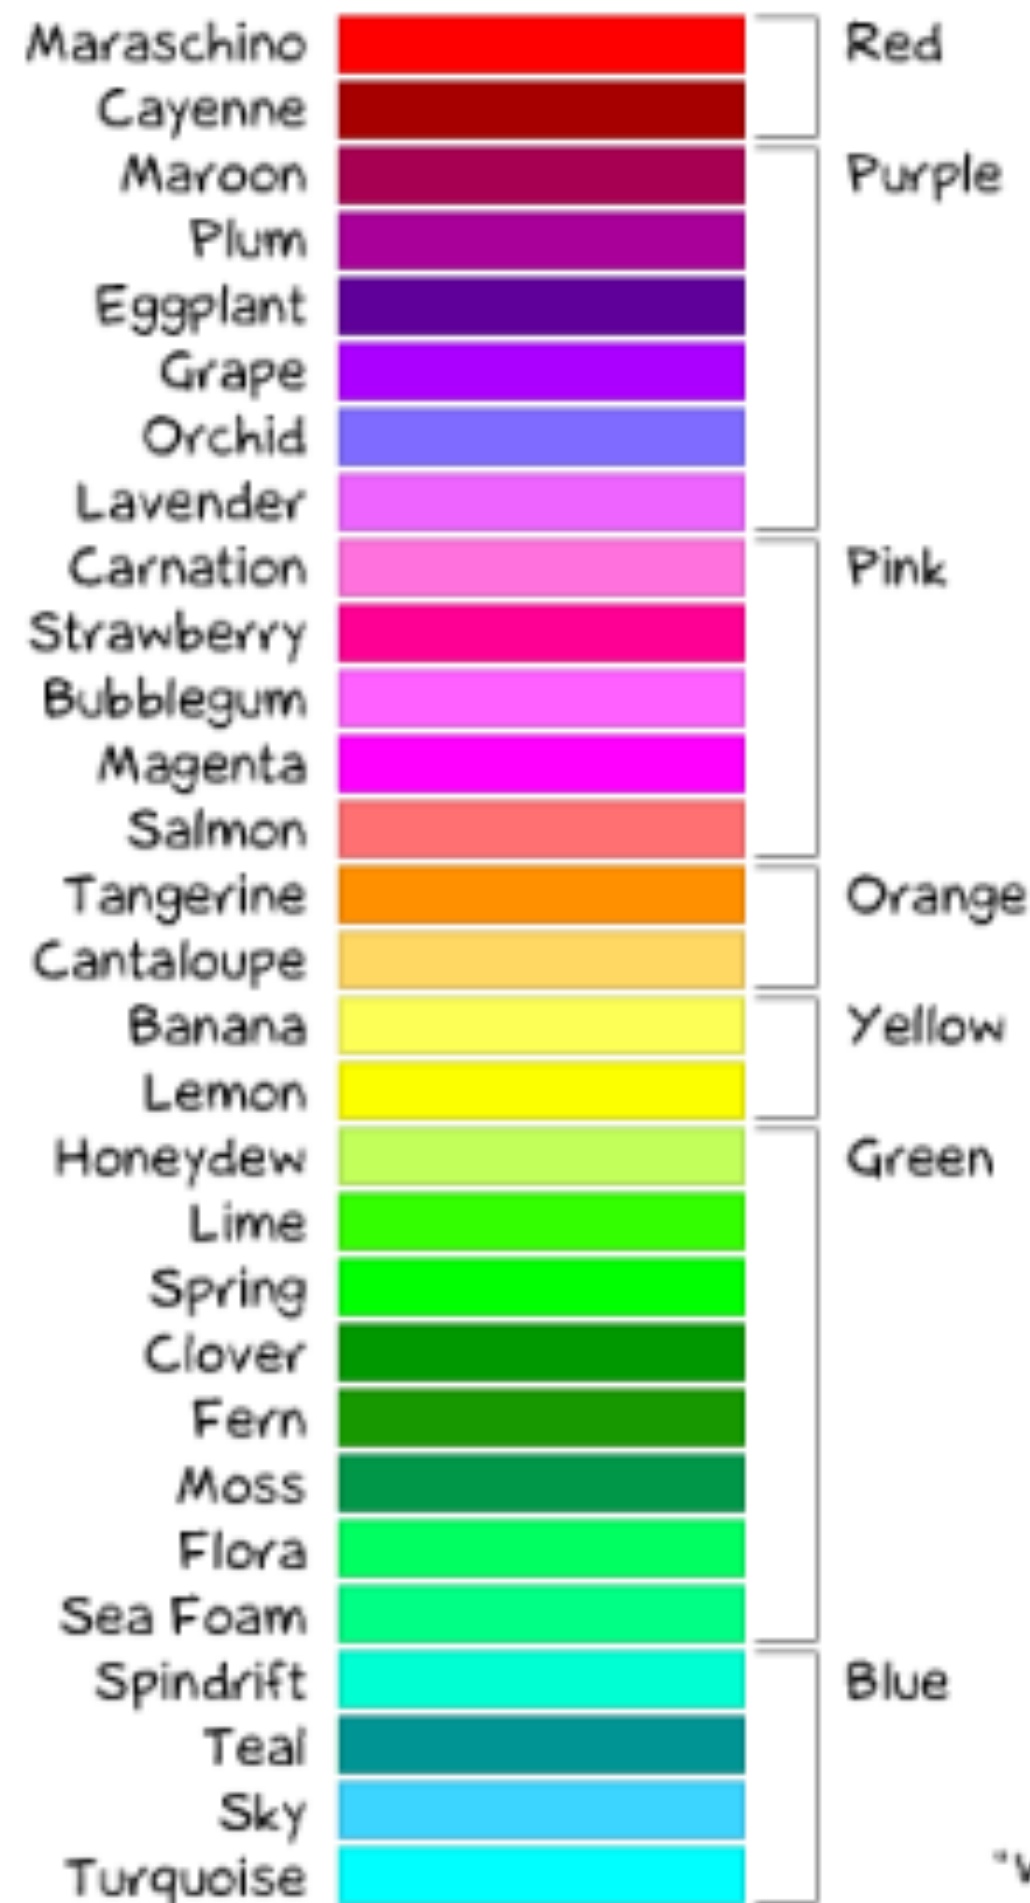 Maraschino Red
Cayenne
Maroon Purple
Plum
Eggplant
Grape
Orchid
Lavender
Carnation Pink
Strawberry
Bubblegum
Magenta
Salmon
Tangerine Orange
Cantaloupe
Banana Yellow
Lemon
Honeydew Green
Lime
Spring
Clover
Fern
Moss
Flora
Sea Foam
Spindrift Blue
Teal
Sky
Turquoise